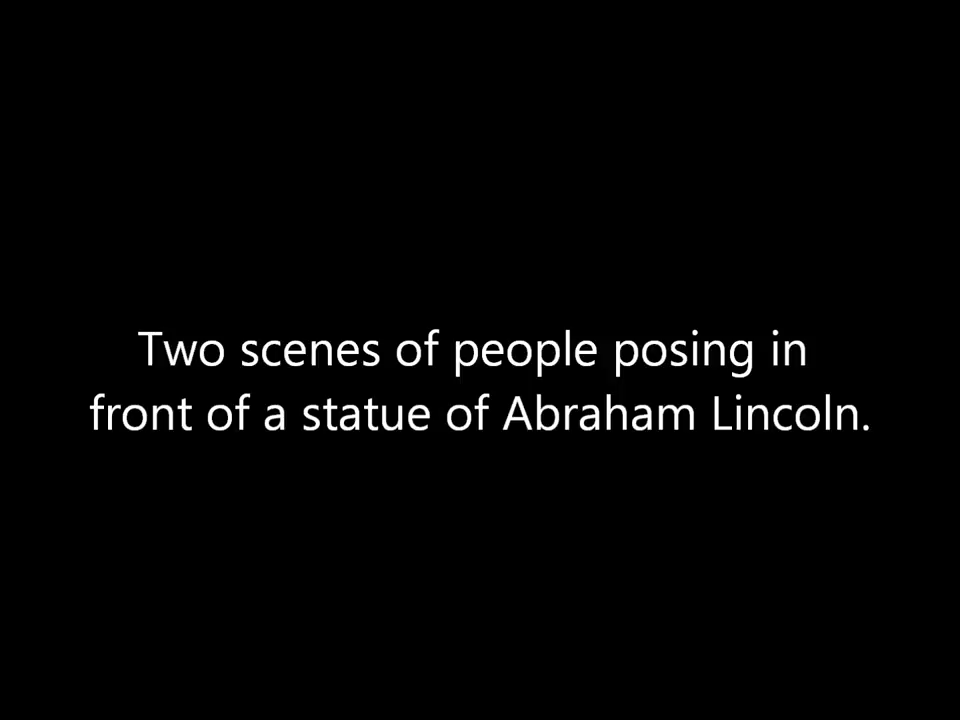 Two scenes of people posing in
front of a statue of Abraham Lincoln.